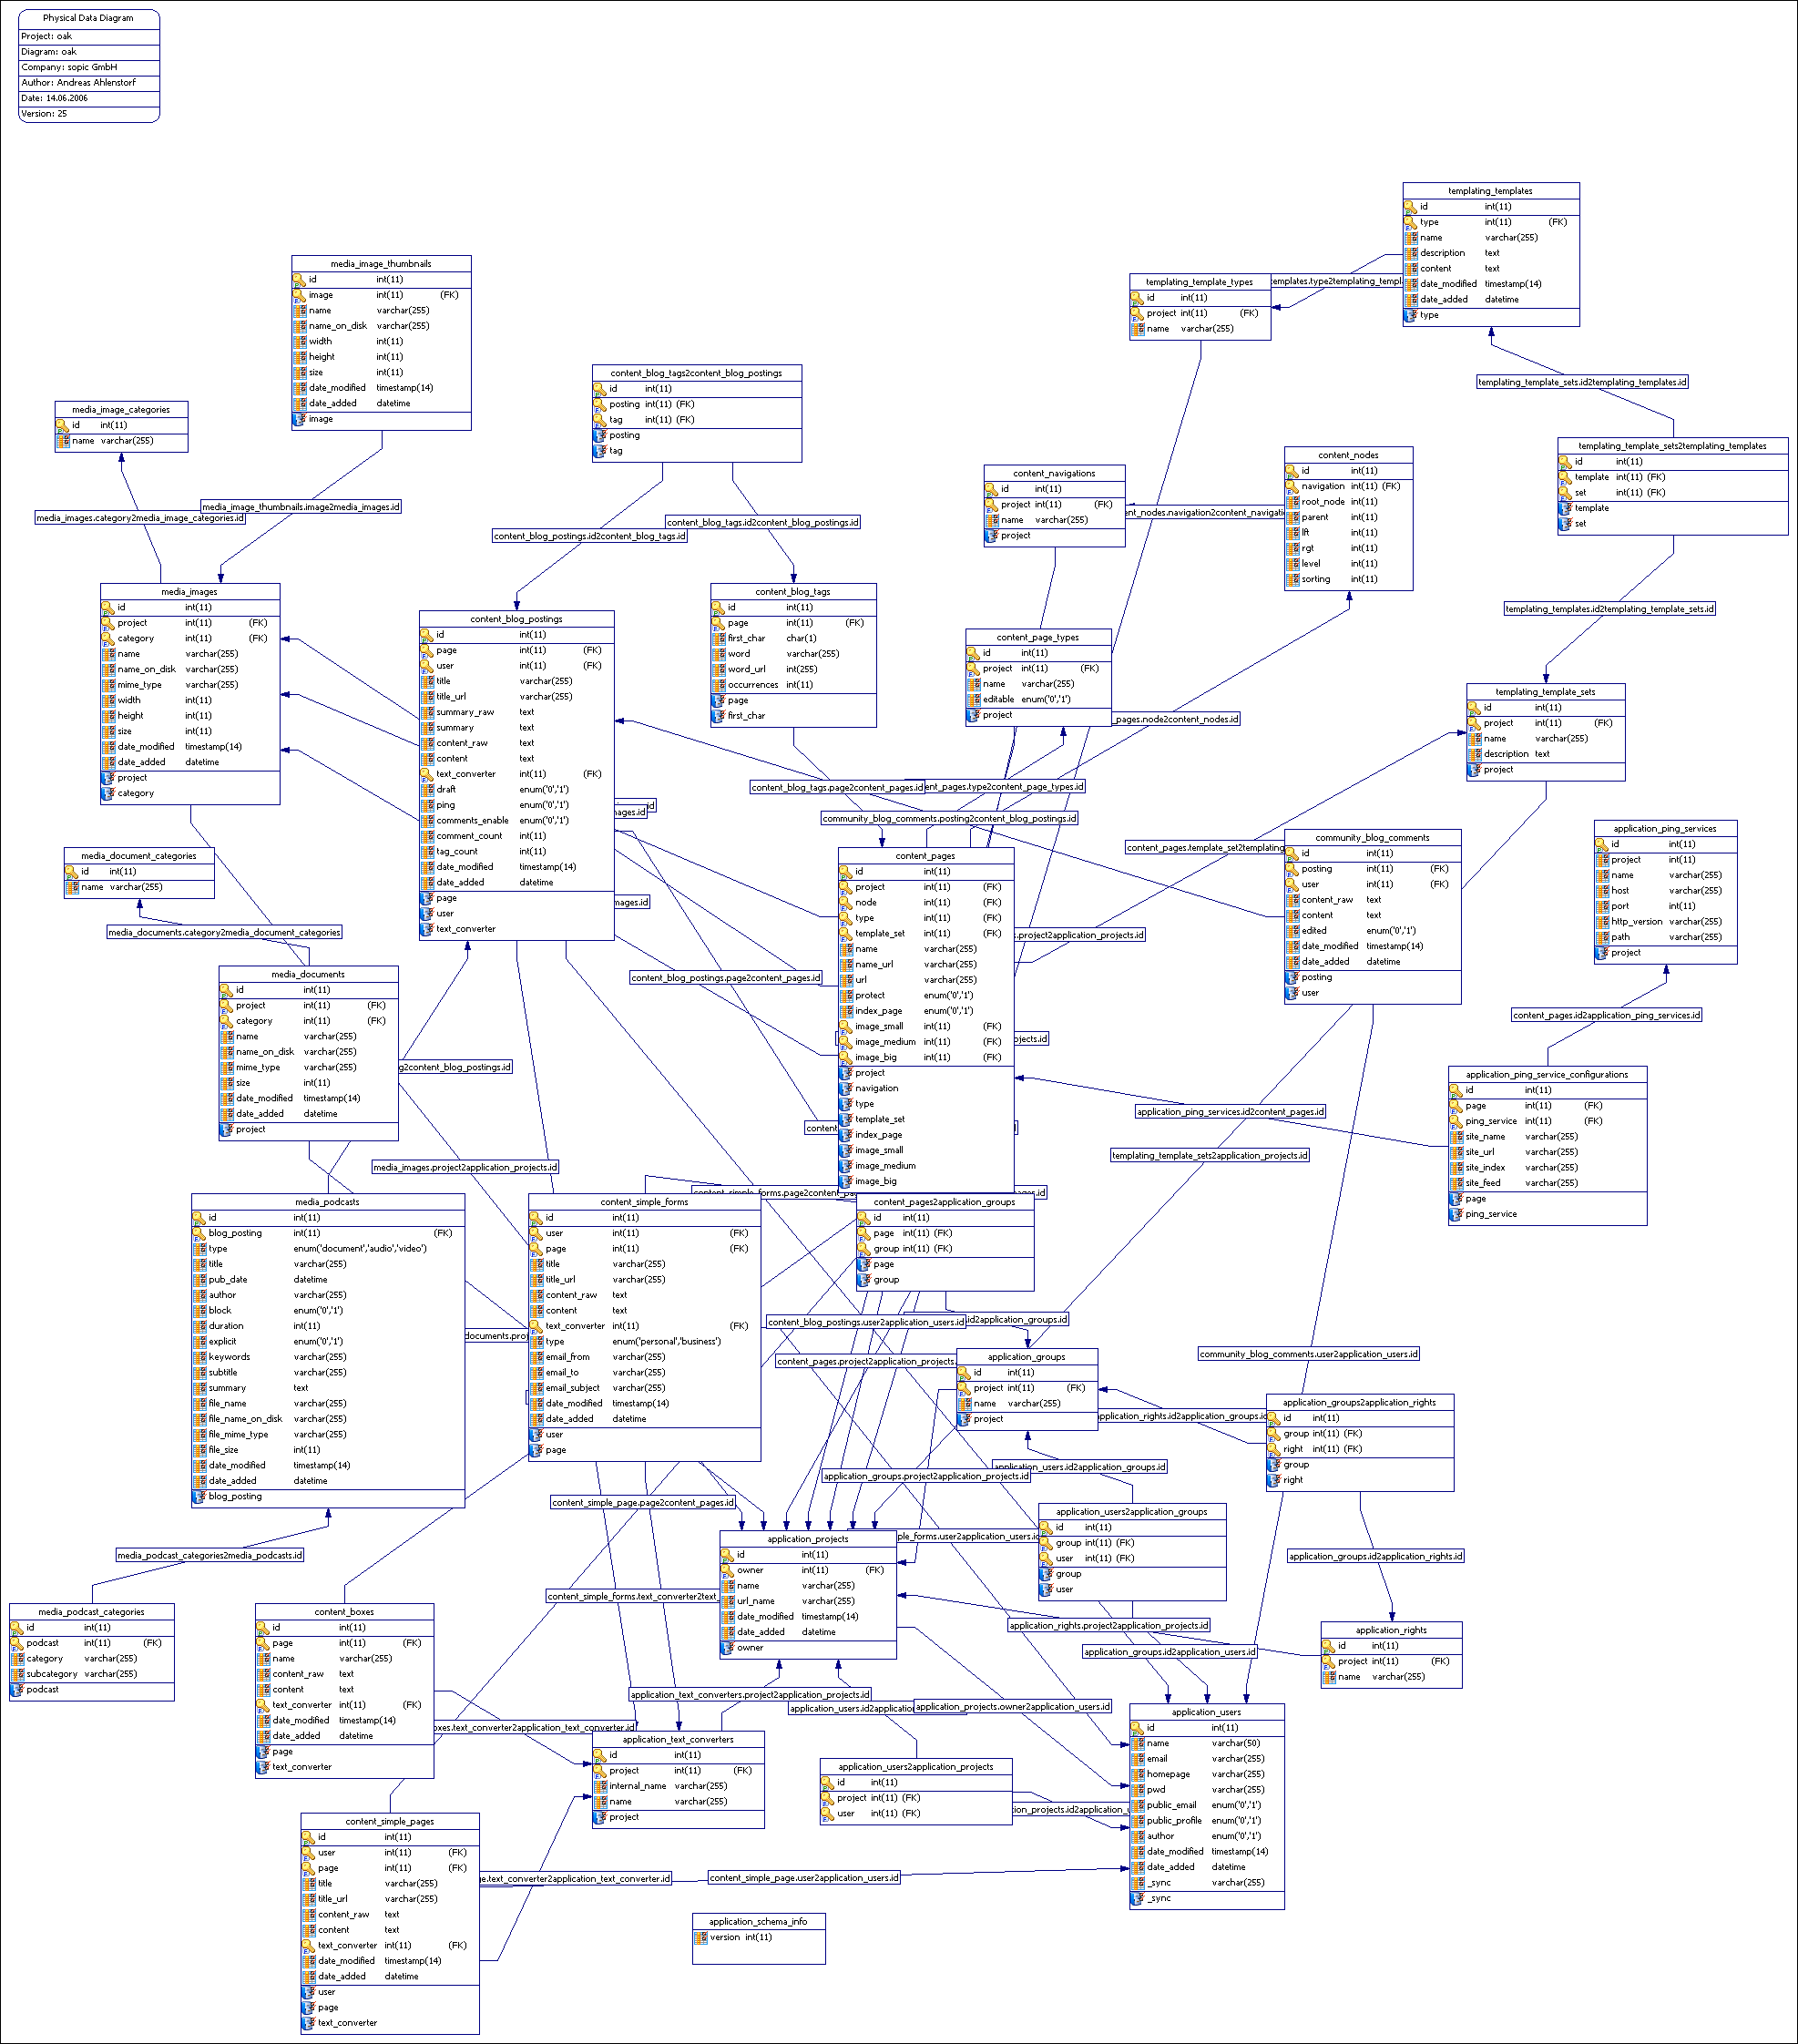 Physical Data Diagram
Project: oak
Diagram: oak
Company: sopic GmbH
Author: Andreas Ahlenstorf
Date: 14.06.2006
Version: 25
templating_templates
id int(11)
type int(11) (FK)
name varchar(255)
description text
content text
date_modified timestamp(14)
date_added datetime
type
media_image_thumbnails
id int(11)
image int(11) (FK)
name varchar(255)
name_on_disk varchar(255)
width int(11)
height int(11)
size int(11)
date_modified timestamp(14)
date_added datetime
image
templating_template_types
id int(11)
project int(11) (FK)
name varchar(255)
templating_template_sets.id2templating_templates.id
content_blog_tags2content_blog_postings
id int(11)
posting int(11) (FK)
tag int(11) (FK)
posting
tag
media_image_categories
id int(11)
name varchar(255)
templating_template_sets2templating_templates
id int(11)
template int(11) (FK)
set int(11) (FK)
template
set
content_nodes
id int(11)
navigation int(11) (FK)
root_node int(11)
parent int(11)
lft int(11)
rgt int(11)
level int(11)
sorting int(11)
content_navigations
id int(11)
project int(11) (FK)
name varchar(255)
project
media_image_thumbnails.image2media_images.id
media_images.category2media_image_categories.id
content_blog_tags.id2content_blog_postings.id
content_blog_postings.id2content_blog_tags.id
media_images
id int(11)
project int(11) (FK)
category int(11) (FK)
name varchar(255)
name_on_disk varchar(255)
mime_type varchar(255)
width int(11)
height int(11)
size int(11)
date_modified timestamp(14)
date_added datetime
project
category
content_blog_postings
id int(11)
page int(11) (FK)
user int(11) (FK)
title varchar(255)
title_url varchar(255)
summary_raw text
summary text
content_raw text
content text
text_converter int(11) (FK)
draft enum('0','1')
ping enum('0','1')
comments_enable enum('0','1')
comment_count int(11)
tag_count int(11)
date_modified timestamp(14)
date_added datetime
page
user
text_converter
content_blog_tags
id int(11)
page int(11) (FK)
first_char char(1)
word varchar(255)
word_url int(255)
occurrences int(11)
page
first_char
templating_templates.id2templating_template_sets.id
content_page_types
id int(11)
project int(11) (FK)
name varchar(255)
editable enum('0','1')
project
_pages.node2content_nodes.id
templating_template_sets
id int(11)
project int(11) (FK)
name varchar(255)
description text
project
content_blog_tags.page2content_pages.id
ent_pages.type2content_page_types.id
community_blog_comments.posting2content_blog_postings.id
content_pages.template_set2templating
content_pages
id int(11)
project int(11) (FK)
node int(11) (FK)
type int(11) (FK)
template_set int(11) (FK)
name varchar(255)
name_url varchar(255)
url varchar(255)
protect enum('0','1')
index_page enum('0','1')
image_small int(11) (FK)
image_medium int(11) (FK)
image_big int(11) (FK)
project
navigation
type
template_set
index_page
image_small
image_medium
image_big
community_blog_comments
id int(11)
posting int(11) (FK)
user int(11) (FK)
content_raw text
content text
edited enum('0','1')
date_modified timestamp(14)
date_added datetime
posting
user
application_ping_services
id int(11)
project int(11)
name varchar(255)
host varchar(255)
port int(11)
http_version varchar(255)
path varchar(255)
project
media_document_categories
id int(11)
name varchar(255)
media_documents.category2media_document_categories
.project2application_projects.id
content_blog_postings.page2content_pages.id
media_documents
id int(11)
project int(11) (FK)
category int(11) (FK)
name varchar(255)
name_on_disk varchar(255)
mime_type varchar(255)
size int(11)
date_modified timestamp(14)
date_added datetime
project
content_pages.id2application_ping_services.id
g2content_blog_postings.id
application_ping_service_configurations
id int(11)
page int(11) (FK)
ping_service int(11) (FK)
site_name varchar(255)
site_url varchar(255)
site_index varchar(255)
site_feed varchar(255)
page
ping_service
application_ping_services.id2content_pages.id
templating_template_sets2application_projects.id
media_images.project2application_projects.id
media_podcasts
id int(11)
blog_posting int(11) (FK)
type enum('document','audio','video')
title varchar(255)
pub_date datetime
author varchar(255)
block enum('0','1')
duration int(11)
explicit enum('0','1')
keywords varchar(255)
subtitle varchar(255)
summary text
file_name varchar(255)
file_name_on_disk varchar(255)
file_mime_type varchar(255)
file_size int(11)
date_modified timestamp(14)
date_added datetime
blog_posting
content_simple_forms
id int(11)
user int(11) (FK)
page int(11) (FK)
title varchar(255)
title_url varchar(255)
content_raw text
content text
text_converter int(11) (FK)
type enum('personal','business')
email_from varchar(255)
email_to varchar(255)
email_subject varchar(255)
date_modified timestamp(14)
date_added datetime
user
page
content_pages2application_groups
id int(11)
page int(11) (FK)
group int(11) (FK)
page
group
content_blog_postings.user2application_users.id
id2application_groups.id
content_pages.project2application_projects.
community_blog_comments.user2application_users.id
application_groups
id int(11)
project int(11) (FK)
name varchar(255)
project
application_rights.id2application_groups.id
application_groups2application_rights
id int(11)
group int(11) (FK)
right int(11) (FK)
group
right
application_users.id2application_groups.id
application_groups.project2application_projects.id
content_simple_page.page2content_pages.id
application_users2application_groups
id int(11)
group int(11) (FK)
user int(11) (FK)
group
user
application_projects
id int(11)
owner int(11) (FK)
name varchar(255)
url_name varchar(255)
date_modified timestamp(14)
date_added datetime
owner
ple_forms.user2application_users.id
media_podcast_categories2media_podcasts.id
application_groups.id2application_rights.id
content_simple_forms.text_converter2text_
media_podcast_categories
id int(11)
podcast int(11) (FK)
category varchar(255)
subcategory varchar(255)
podcast
content_boxes
id int(11)
page int(11) (FK)
name varchar(255)
content_raw text
content text
text_converter int(11) (FK)
date_modified timestamp(14)
date_added datetime
page
text_converter
application_rights.project2application_projects.id
application_rights
id int(11)
project int(11) (FK)
name varchar(255)
application_groups.id2application_users.id
application_text_converters.project2application_projects.id
application_projects.owner2application_users.id
oxes.text_converter2application_text_converter.id
application_text_converters
id int(11)
project int(11) (FK)
internal_name varchar(255)
name varchar(255)
project
application_users2application_projects
id int(11)
project int(11) (FK)
user int(11) (FK)
application_users
id int(11)
name varchar(50)
email varchar(255)
homepage varchar(255)
pwd varchar(255)
public_email enum('0','1')
public_profile enum('0','1')
author enum('0','1')
date_modified timestamp(14)
date_added datetime
_sync varchar(255)
_sync
content_simple_pages
id int(11)
user int(11) (FK)
page int(11) (FK)
title varchar(255)
title_url varchar(255)
content_raw text
content text
text_converter int(11) (FK)
date_modified timestamp(14)
date_added datetime
user
page
text_converter
ge.text_converter2application_text_converter.id
content_simple_page.user2application_users.id
application_schema_info
version int(11)